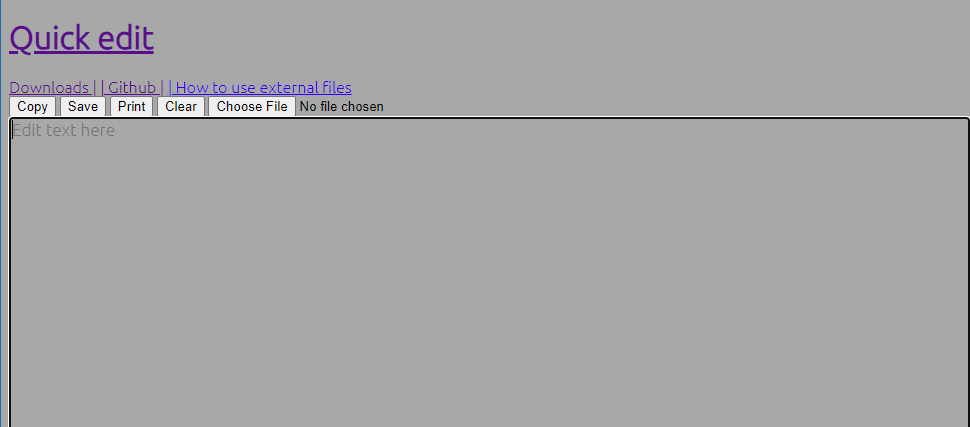 Quick edit
Downloads | | Github | | How to use external files
Copy Save Print Clear Choose File No file chosen
Edit text here